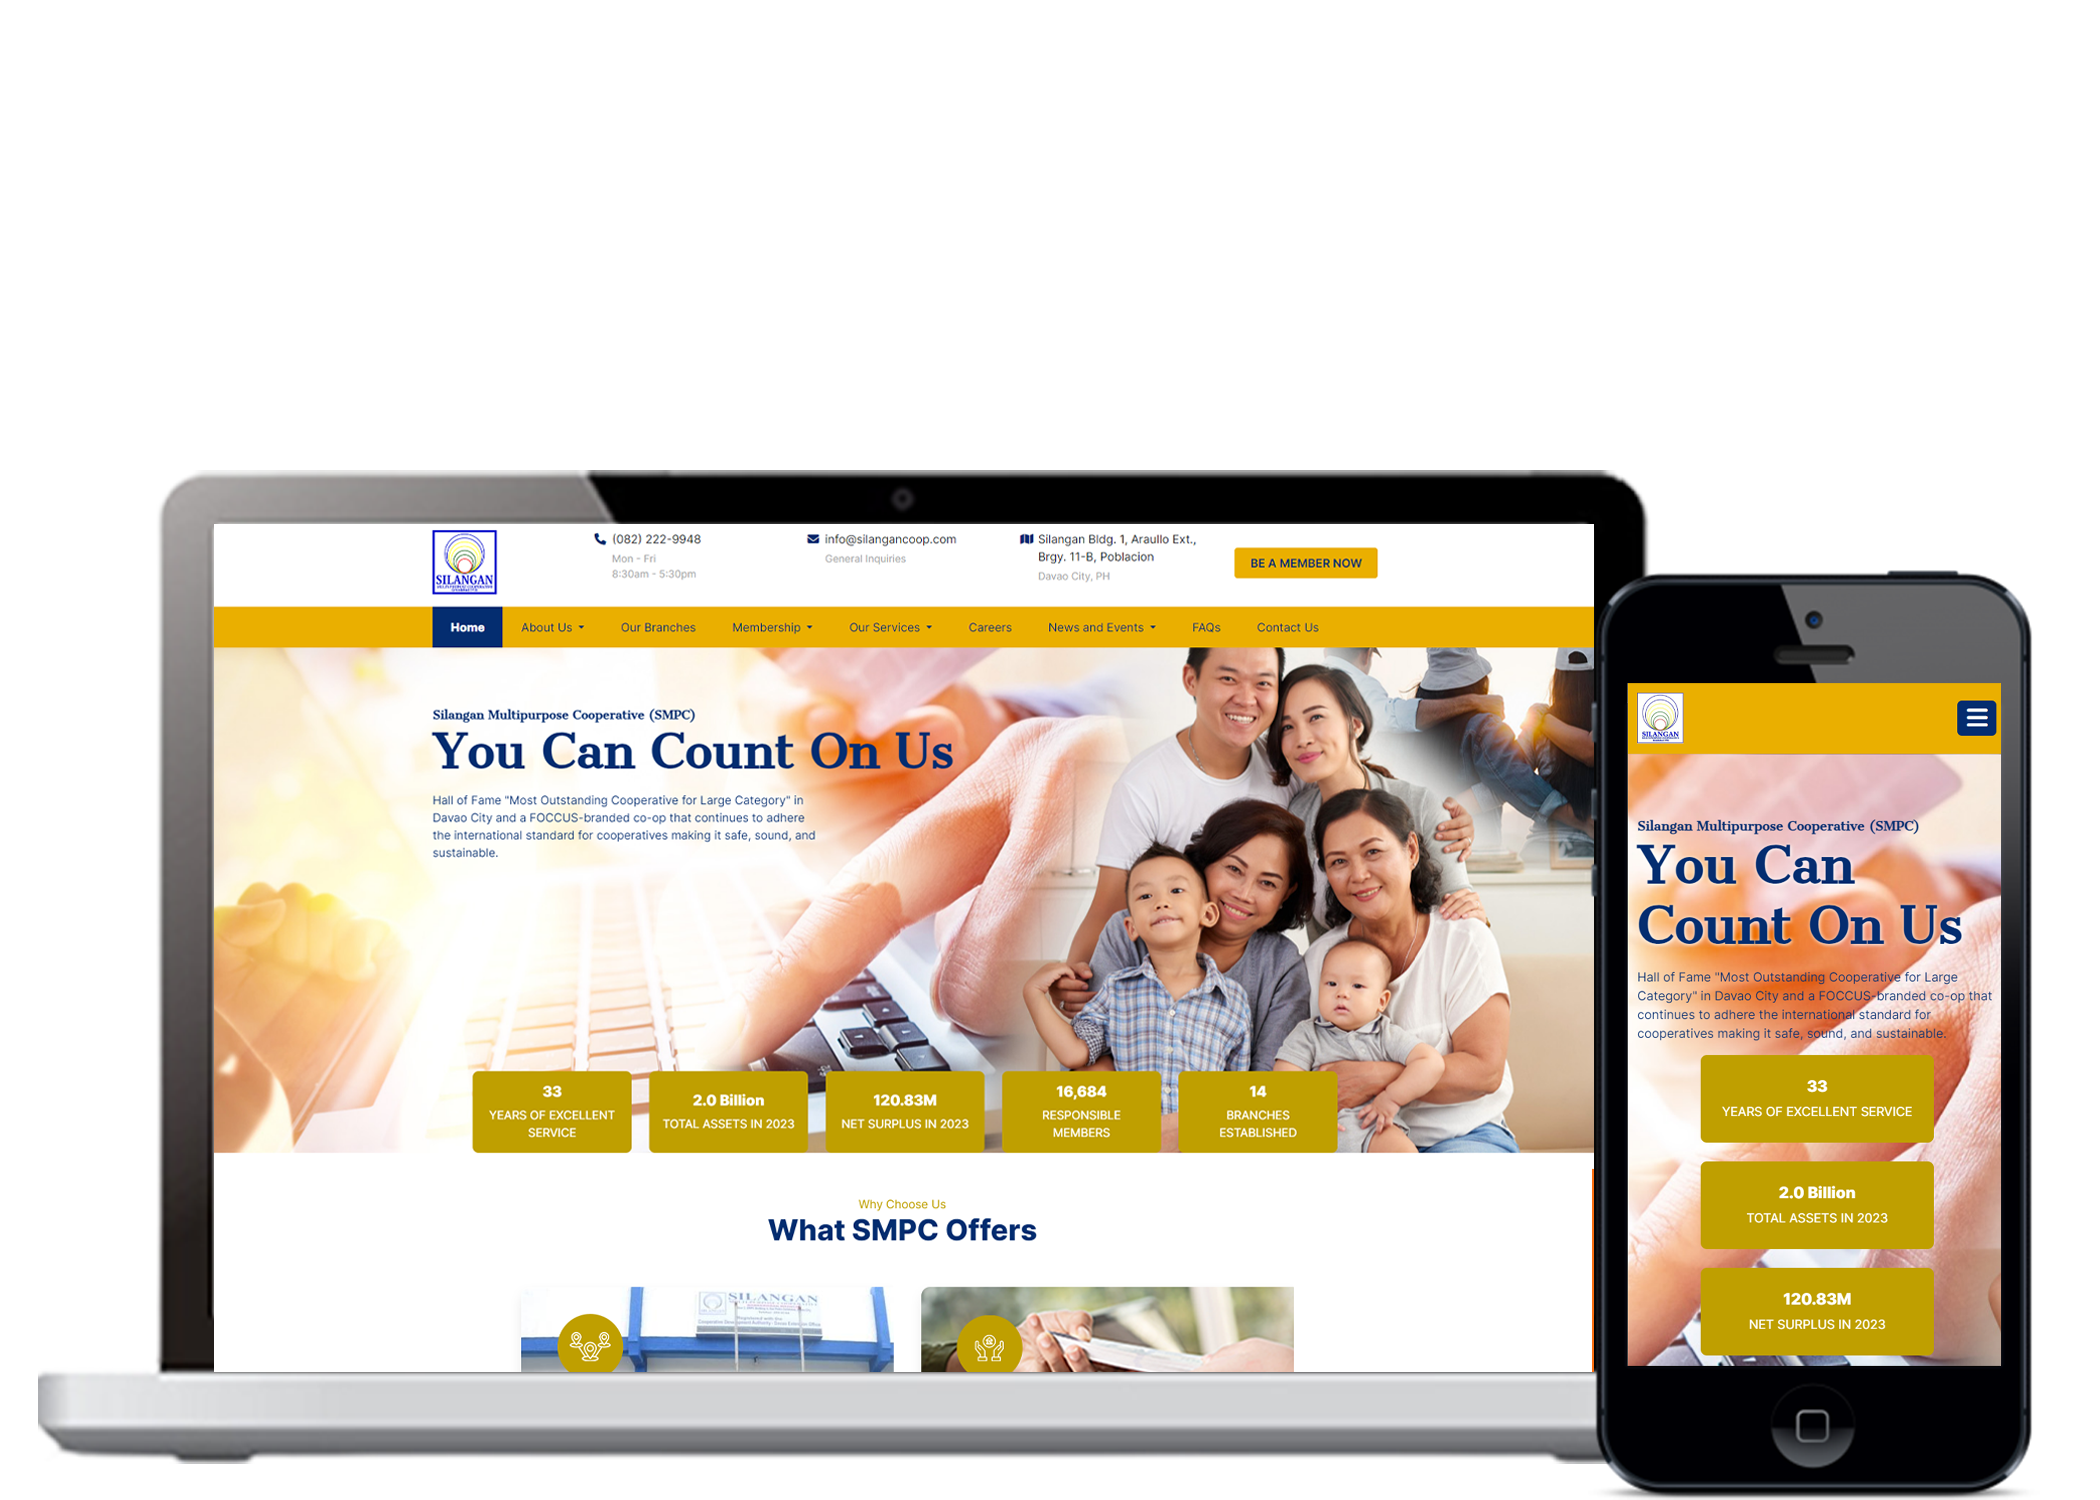 SILANGAN
(082) 222-9948
Mon - Fri
8:30am - 5:30pm
info@silangancoop.com
General Inquiries
Silangan Bldg. 1, Araullo Ext.,
Brgy. 11-B, Poblacion
Davao City, PH
BE A MEMBER NOW
Home About Us Our Branches Membership Our Services Careers News and Events FAQs Contact Us
Silangan Multipurpose Cooperative (SMPC)
You Can Count On Us
Hall of Fame "Most Outstanding Cooperative for Large Category" in
Davao City and a FOCCUS-branded co-op that continues to adhere
the international standard for cooperatives making it safe, sound, and
sustainable.
33
YEARS OF EXCELLENT
SERVICE
2.0 Billion
TOTAL ASSETS IN 2023
120.83M
NET SURPLUS IN 2023
16,684
RESPONSIBLE
MEMBERS
14
BRANCHES
ESTABLISHED
Why Choose Us
What SMPC Offers
SILANGAN
SILANGAN
Silangan Multipurpose Cooperative (SMPC)
You Can
Count On Us
Hall of Fame "Most Outstanding Cooperative for Large
Category" in Davao City and a FOCCUS-branded co-op that
continues to adhere the international standard for
cooperatives making it safe, sound, and sustainable.
33
YEARS OF EXCELLENT SERVICE
2.0 Billion
TOTAL ASSETS IN 2023
120.83M
NET SURPLUS IN 2023